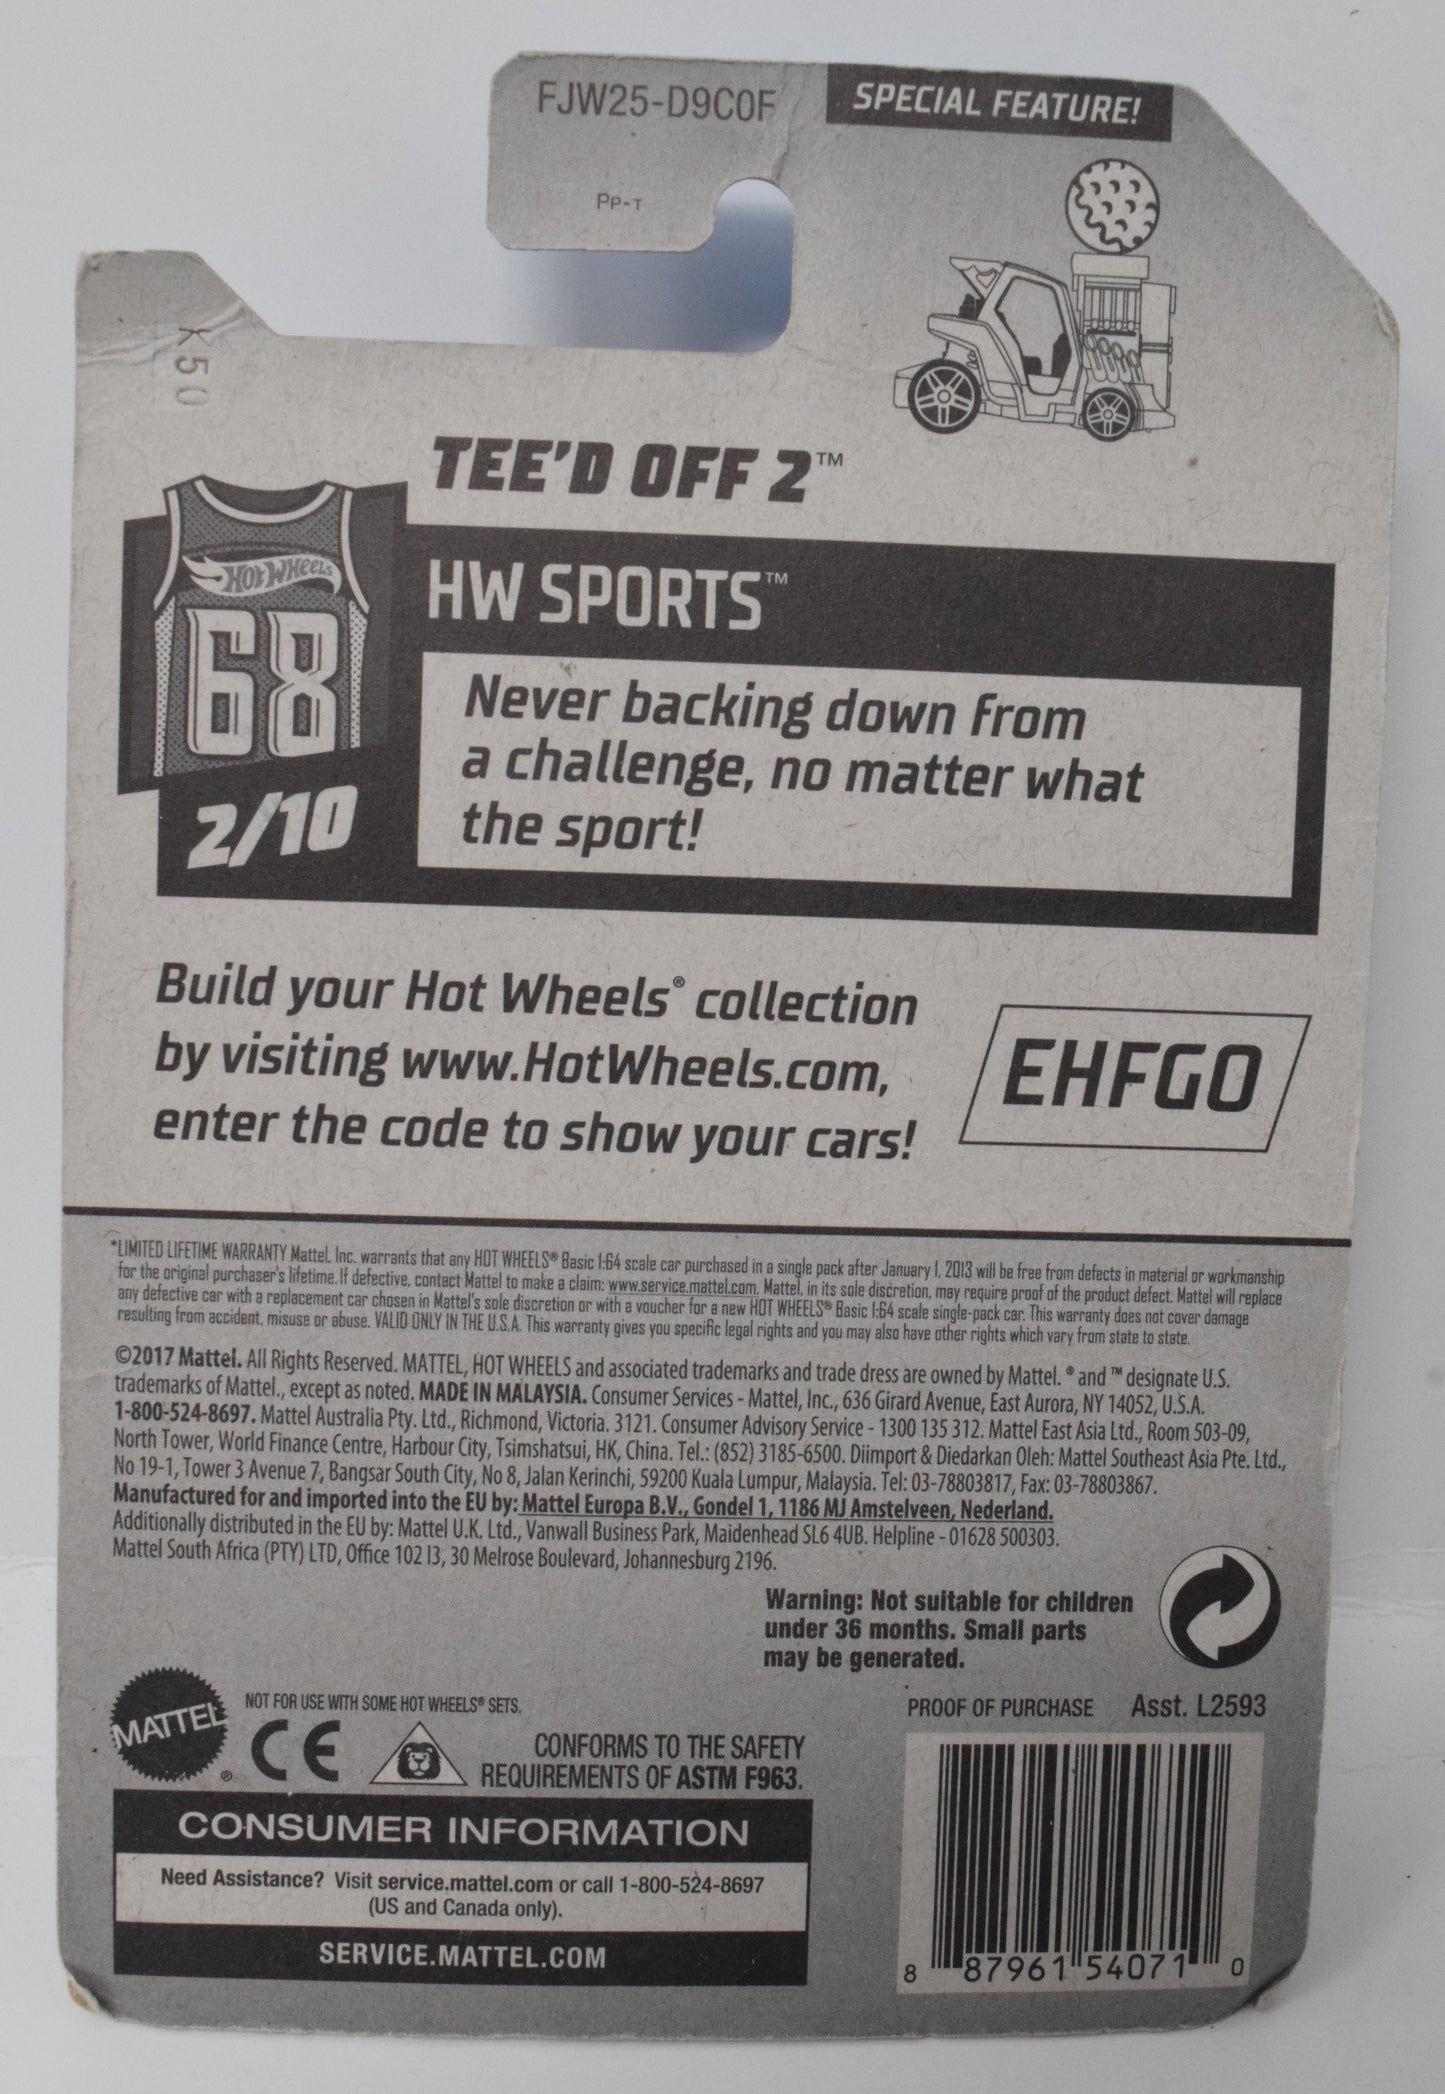 FJW25-D9C0F
SPECIAL FEATURE!
PP-T
K50
TEE'D OFF 2™
HOT WHEELS
68
2/10
HW SPORTS™
Never backing down from
a challenge, no matter what
the sport!
Build your Hot Wheels® collection
by visiting www.HotWheels.com,
enter the code to show your cars!
EHFGO
*LIMITED LIFETIME WARRANTY Mattel, Inc. warrants that any HOT WHEELS® Basic 1:64 scale car purchased in a single pack after January 1, 2013 will be free from defects in material or workmanship
for the original purchaser's lifetime. If defective, contact Mattel to make a claim: www.service.mattel.com. Mattel, in its sole discretion, may require proof of the product defect. Mattel will replace
any defective car with a replacement car chosen in Mattel's sole discretion or with a voucher for a new HOT WHEELS® Basic 1:64 scale single-pack car. This warranty does not cover damage
resulting from accident, misuse or abuse. VALID ONLY IN THE U.S.A. This warranty gives you specific legal rights and you may also have other rights which vary from state to state.
©2017 Mattel. All Rights Reserved. MATTEL, HOT WHEELS and associated trademarks and trade dress are owned by Mattel. ® and ™ designate U.S.
trademarks of Mattel., except as noted. MADE IN MALAYSIA. Consumer Services - Mattel, Inc., 636 Girard Avenue, East Aurora, NY 14052, U.S.A.
1-800-524-8697. Mattel Australia Pty. Ltd., Richmond, Victoria. 3121. Consumer Advisory Service - 1300 135 312. Mattel East Asia Ltd., Room 503-09,
North Tower, World Finance Centre, Harbour City, Tsimshatsui, HK, China. Tel.: (852) 3185-6500. Diimport & Diedarkan Oleh: Mattel Southeast Asia Pte. Ltd.,
No 19-1, Tower 3 Avenue 7, Bangsar South City, No 8, Jalan Kerinchi, 59200 Kuala Lumpur, Malaysia. Tel: 03-78803817, Fax: 03-78803867.
Manufactured for and imported into the EU by: Mattel Europa B.V., Gondel 1, 1186 MJ Amstelveen, Nederland.
Additionally distributed in the EU by: Mattel U.K. Ltd., Vanwall Business Park, Maidenhead SL6 4UB. Helpline - 01628 500303.
Mattel South Africa (PTY) LTD, Office 102 I3, 30 Melrose Boulevard, Johannesburg 2196.
Warning: Not suitable for children
under 36 months. Small parts
may be generated.
MATTEL®
NOT FOR USE WITH SOME HOT WHEELS® SETS.
CE
CONFORMS TO THE SAFETY
REQUIREMENTS OF ASTM F963.
PROOF OF PURCHASE Asst. L2593
CONSUMER INFORMATION
Need Assistance? Visit service.mattel.com or call 1-800-524-8697
(US and Canada only).
SERVICE.MATTEL.COM
8 87961 54071 0